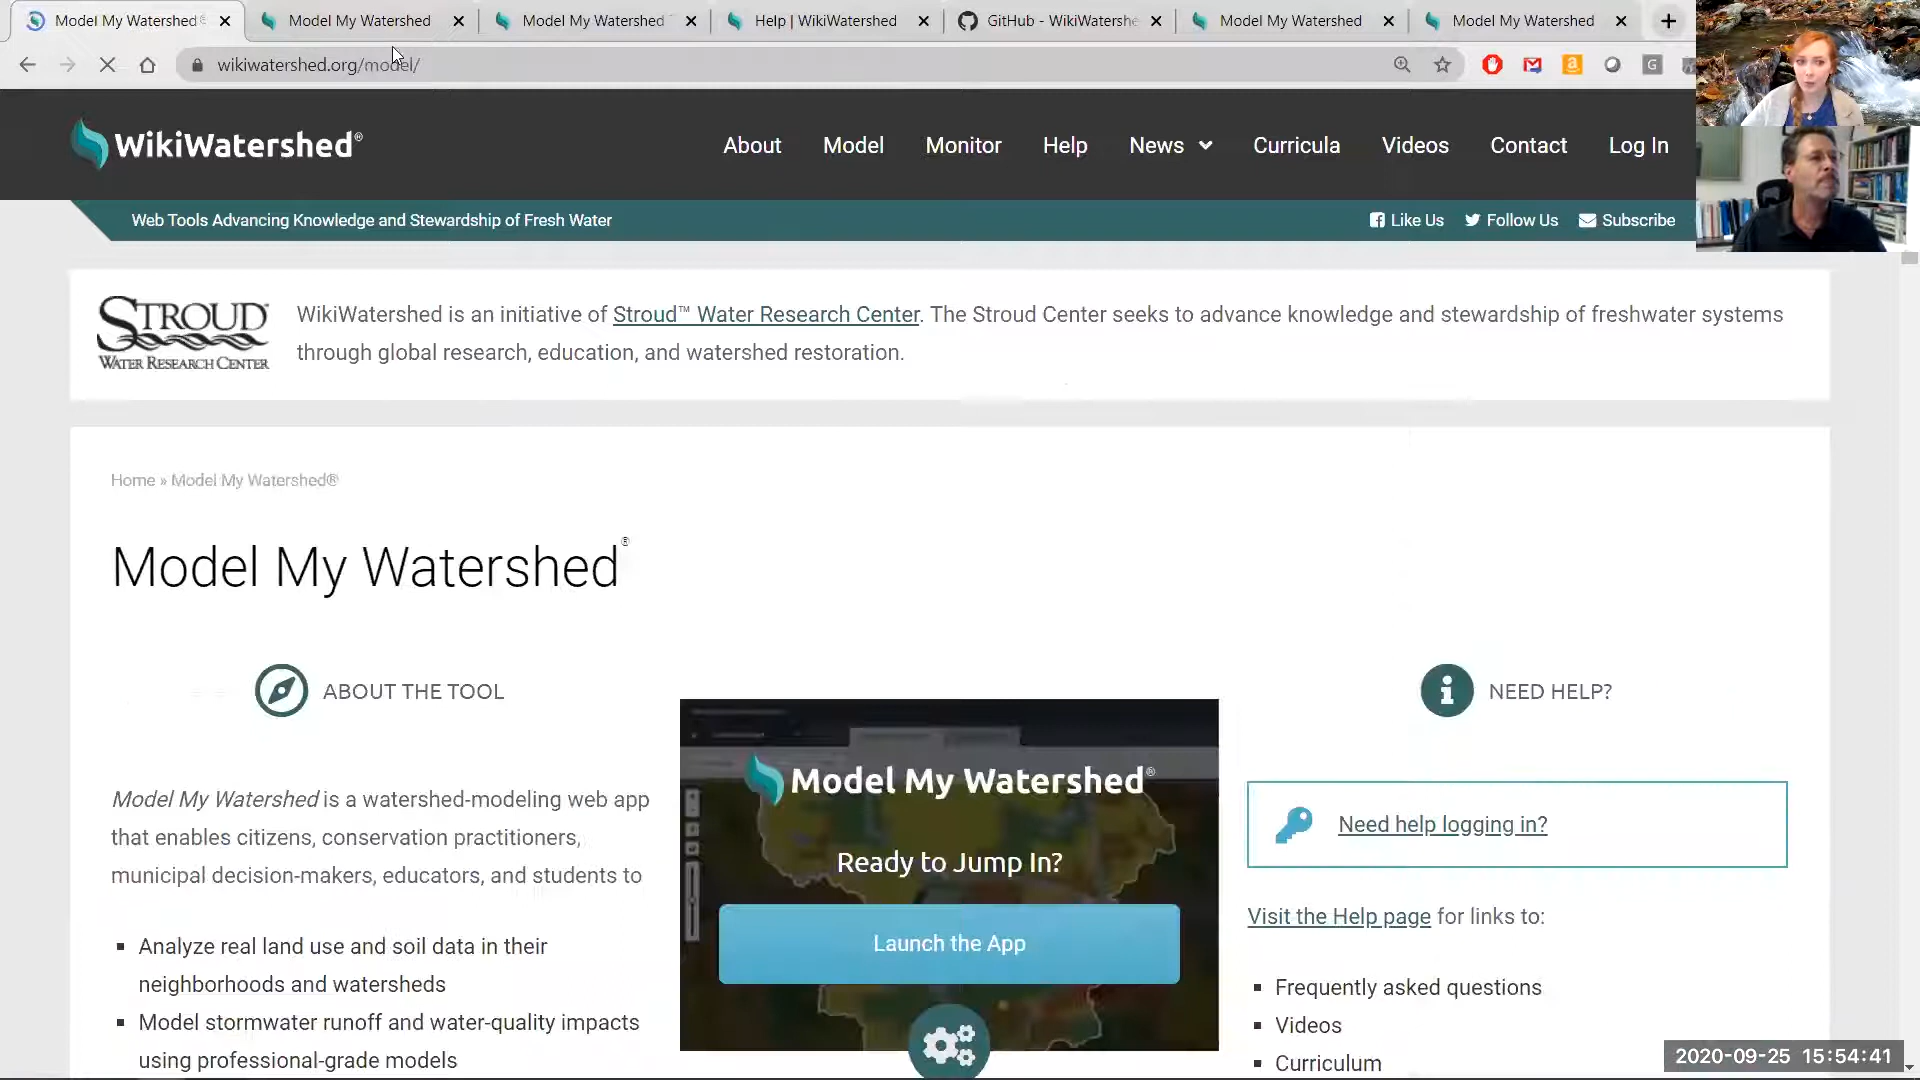 Model My Watershed®
Model My Watershed
Model My Watershed
Help | WikiWatershed
GitHub - WikiWatershe
Model My Watershed
Model My Watershed
wikiwatershed.org/model/
G
WikiWatershed®
About
Model
Monitor
Help
News
Curricula
Videos
Contact
Log In
Web Tools Advancing Knowledge and Stewardship of Fresh Water
Like Us
Follow Us
Subscribe
STROUD
WATER RESEARCH CENTER
WikiWatershed is an initiative of Stroud™ Water Research Center. The Stroud Center seeks to advance knowledge and stewardship of freshwater systems
through global research, education, and watershed restoration.
Home » Model My Watershed®
Model My Watershed®
ABOUT THE TOOL
Model My Watershed is a watershed-modeling web app
that enables citizens, conservation practitioners,
municipal decision-makers, educators, and students to
▪ Analyze real land use and soil data in their
neighborhoods and watersheds
▪ Model stormwater runoff and water-quality impacts
using professional-grade models
Model My Watershed®
Ready to Jump In?
Launch the App
NEED HELP?
Need help logging in?
Visit the Help page for links to:
▪ Frequently asked questions
▪ Videos
▪ Curriculum
2020-09-25 15:54:41